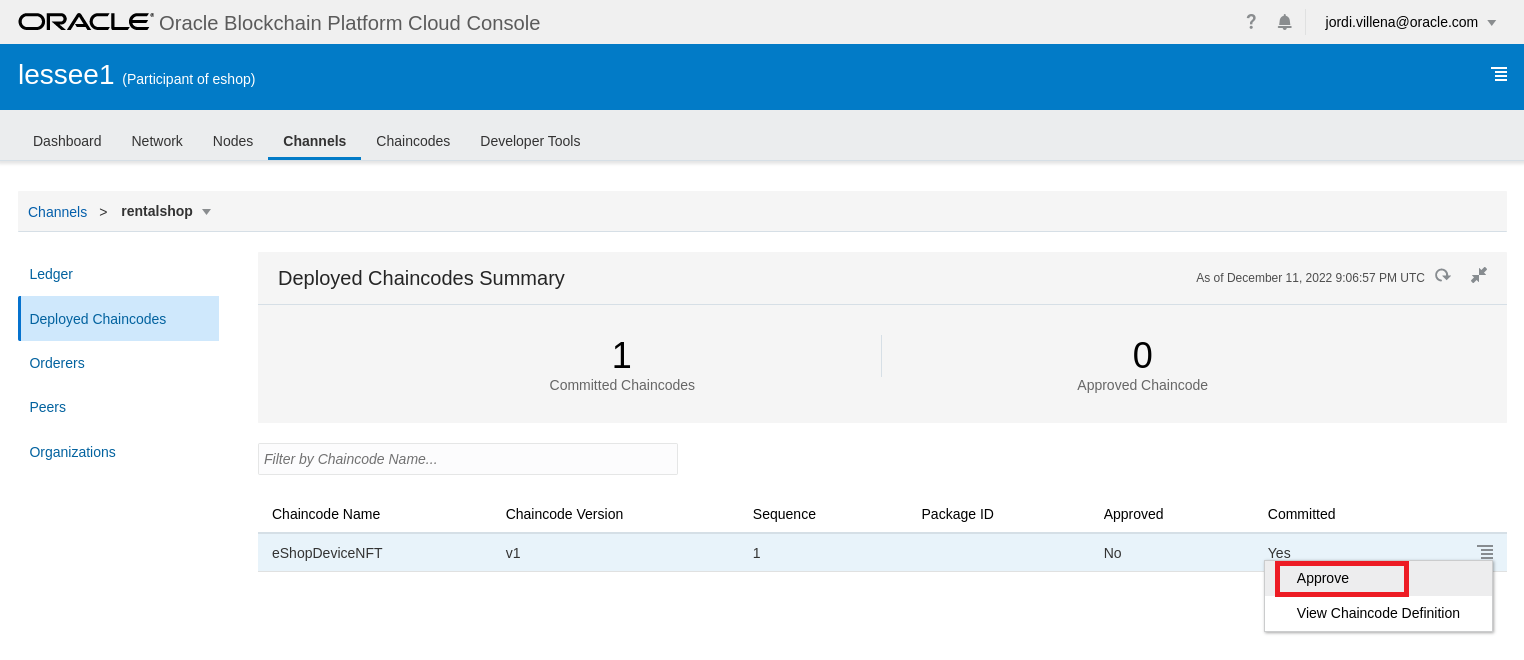 ORACLE® Oracle Blockchain Platform Cloud Console ? jordi.villena@oracle.com
lessee1 (Participant of eshop)
Dashboard Network Nodes Channels Chaincodes Developer Tools
Channels > rentalshop
Ledger
Deployed Chaincodes
Orderers
Peers
Organizations
Deployed Chaincodes Summary As of December 11, 2022 9:06:57 PM UTC
1 0
Committed Chaincodes Approved Chaincode
Filter by Chaincode Name...
Chaincode Name Chaincode Version Sequence Package ID Approved Committed
eShopDeviceNFT v1 1 No Yes
Approve
View Chaincode Definition